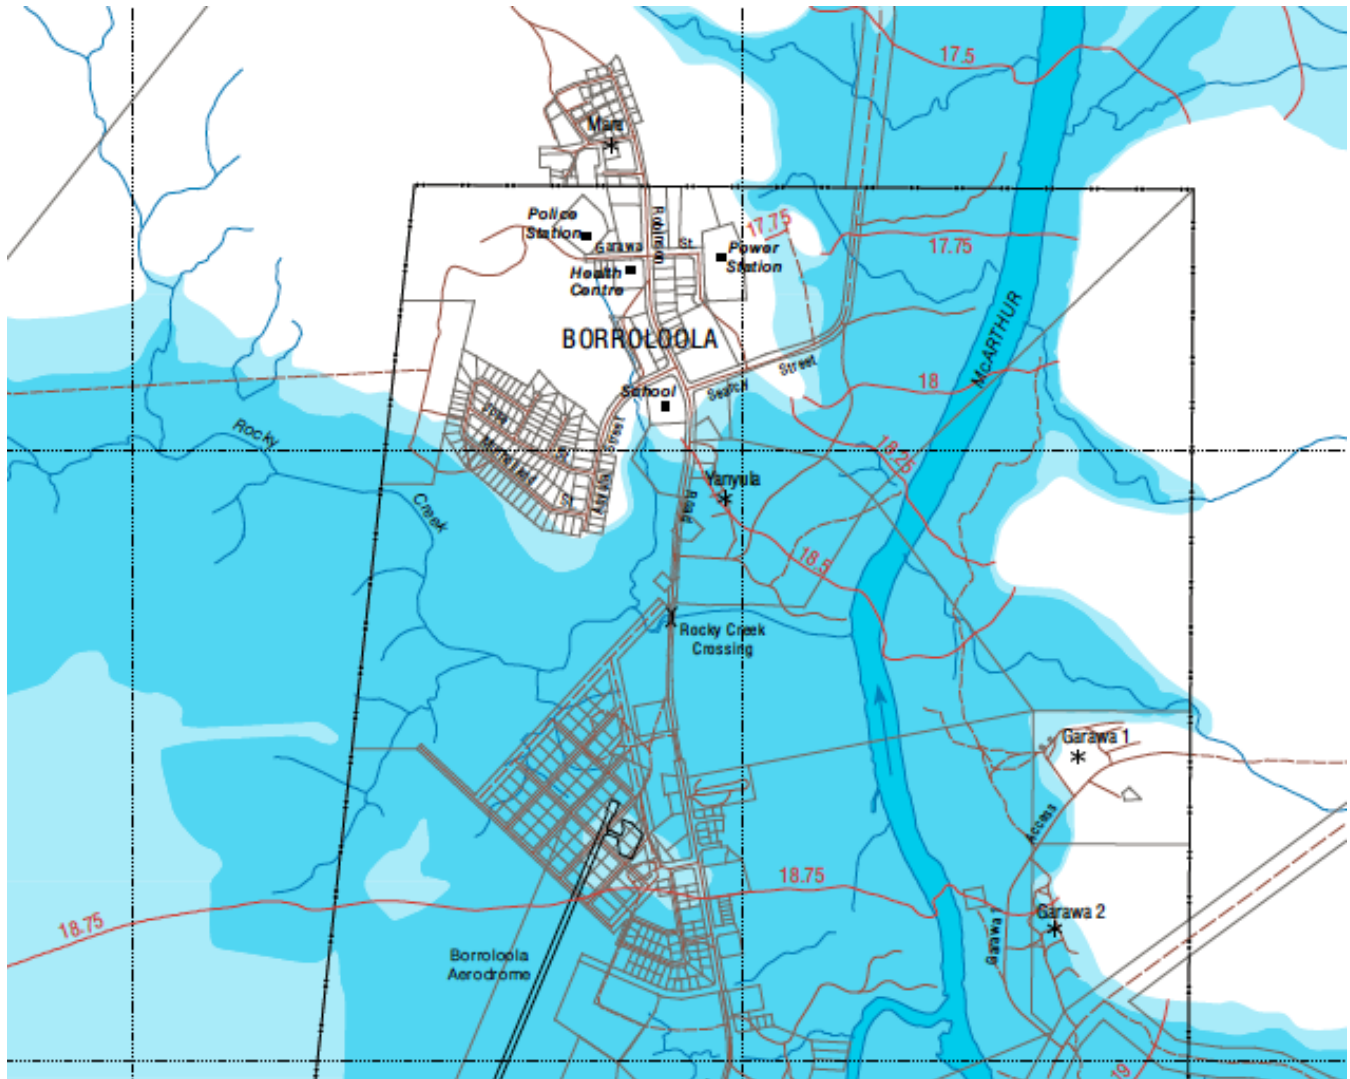 17.5
Mara
Police
Station
17.75
Robinson
Garawa
St
Power
Station
17.75
Health
Centre
McARTHUR
BORROLOOLA
Street
18
Searcy
School
Rocky
Street
18.25
Creek
Yanyula
Road
18.5
Rocky Creek
Crossing
Garawa 1
Access
18.75
18.75
Garawa 2
Garawa 1
Borroloola
Aerodrome
19